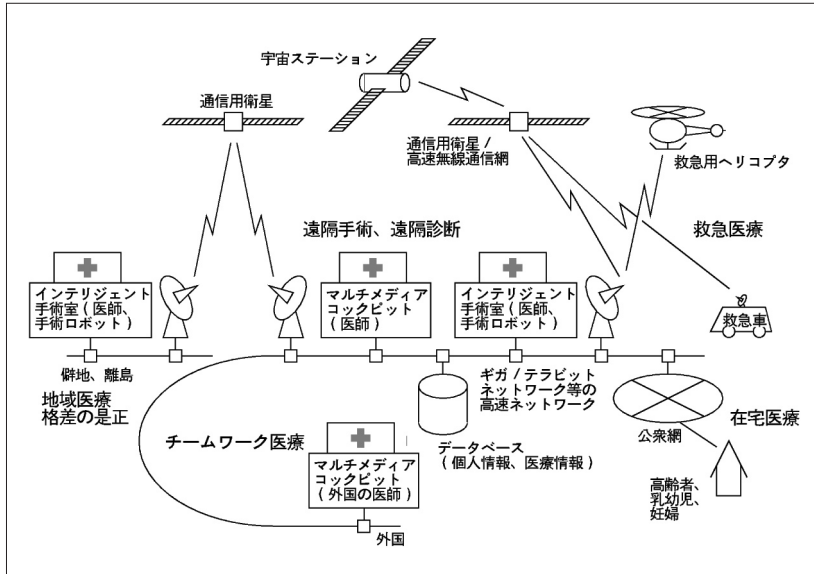 宇宙ステーション
通信用衛星
通信用衛星 /
高速無線通信網
救急用ヘリコプタ
遠隔手術、遠隔診断
救急医療
インテリジェント
手術室 ( 医師、
手術ロボット )
マルチメディア
コックピット
( 医師 )
インテリジェント
手術室 ( 医師、
手術ロボット )
救急車
僻地、離島
地域医療
格差の是正
ギガ / テラビット
ネットワーク等の
高速ネットワーク
チームワーク医療
データベース
( 個人情報、医療情報 )
公衆網
在宅医療
マルチメディア
コックピット
( 外国の医師 )
高齢者、
乳幼児、
妊婦
外国